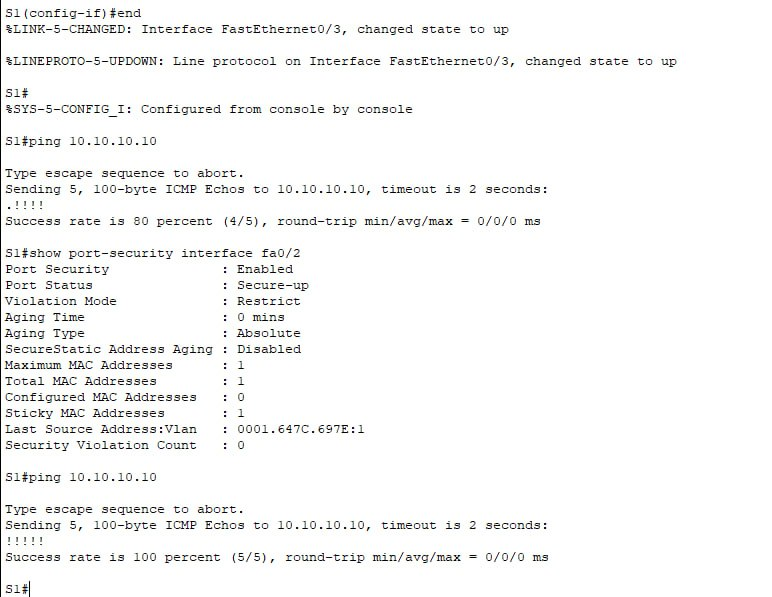 S1(config-if)#end
%LINK-5-CHANGED: Interface FastEthernet0/3, changed state to up
%LINEPROTO-5-UPDOWN: Line protocol on Interface FastEthernet0/3, changed state to up
S1#
%SYS-5-CONFIG_I: Configured from console by console
S1#ping 10.10.10.10
Type escape sequence to abort.
Sending 5, 100-byte ICMP Echos to 10.10.10.10, timeout is 2 seconds:
.!!!!
Success rate is 80 percent (4/5), round-trip min/avg/max = 0/0/0 ms
S1#show port-security interface fa0/2
Port Security : Enabled
Port Status : Secure-up
Violation Mode : Restrict
Aging Time : 0 mins
Aging Type : Absolute
SecureStatic Address Aging : Disabled
Maximum MAC Addresses : 1
Total MAC Addresses : 1
Configured MAC Addresses : 0
Sticky MAC Addresses : 1
Last Source Address:Vlan : 0001.647C.697E:1
Security Violation Count : 0
S1#ping 10.10.10.10
Type escape sequence to abort.
Sending 5, 100-byte ICMP Echos to 10.10.10.10, timeout is 2 seconds:
!!!!!
Success rate is 100 percent (5/5), round-trip min/avg/max = 0/0/0 ms
S1#